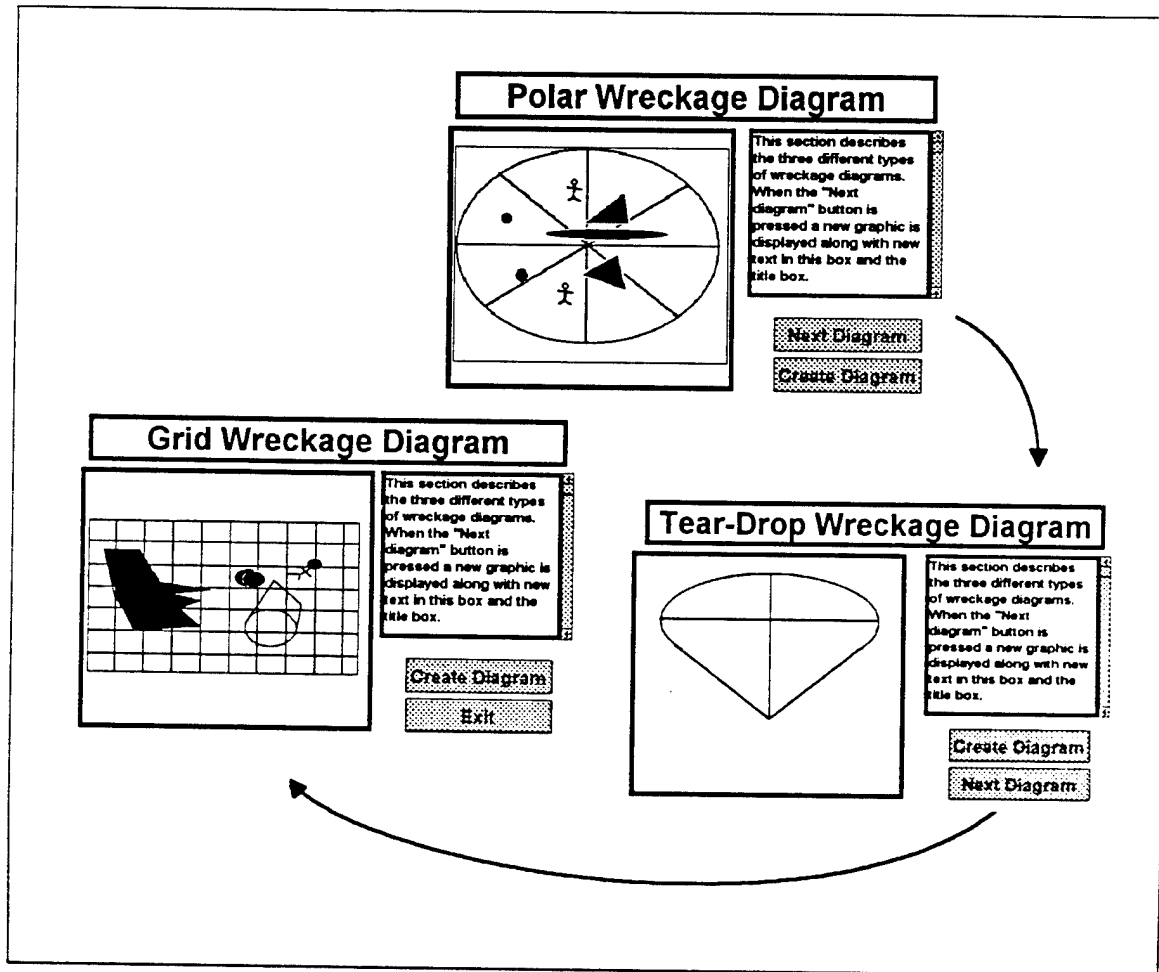 Polar Wreckage Diagram
This section describes
the three different types
of wreckage diagrams.
When the "Next
diagram" button is
pressed a new graphic is
displayed along with new
text in this box and the
title box.
Next Diagram
Create Diagram
Grid Wreckage Diagram
This section describes
the three different types
of wreckage diagrams.
When the "Next
diagram" button is
pressed a new graphic is
displayed along with new
text in this box and the
title box.
Create Diagram
Exit
Tear-Drop Wreckage Diagram
This section describes
the three different types
of wreckage diagrams.
When the "Next
diagram" button is
pressed a new graphic is
displayed along with new
text in this box and the
title box.
Create Diagram
Next Diagram